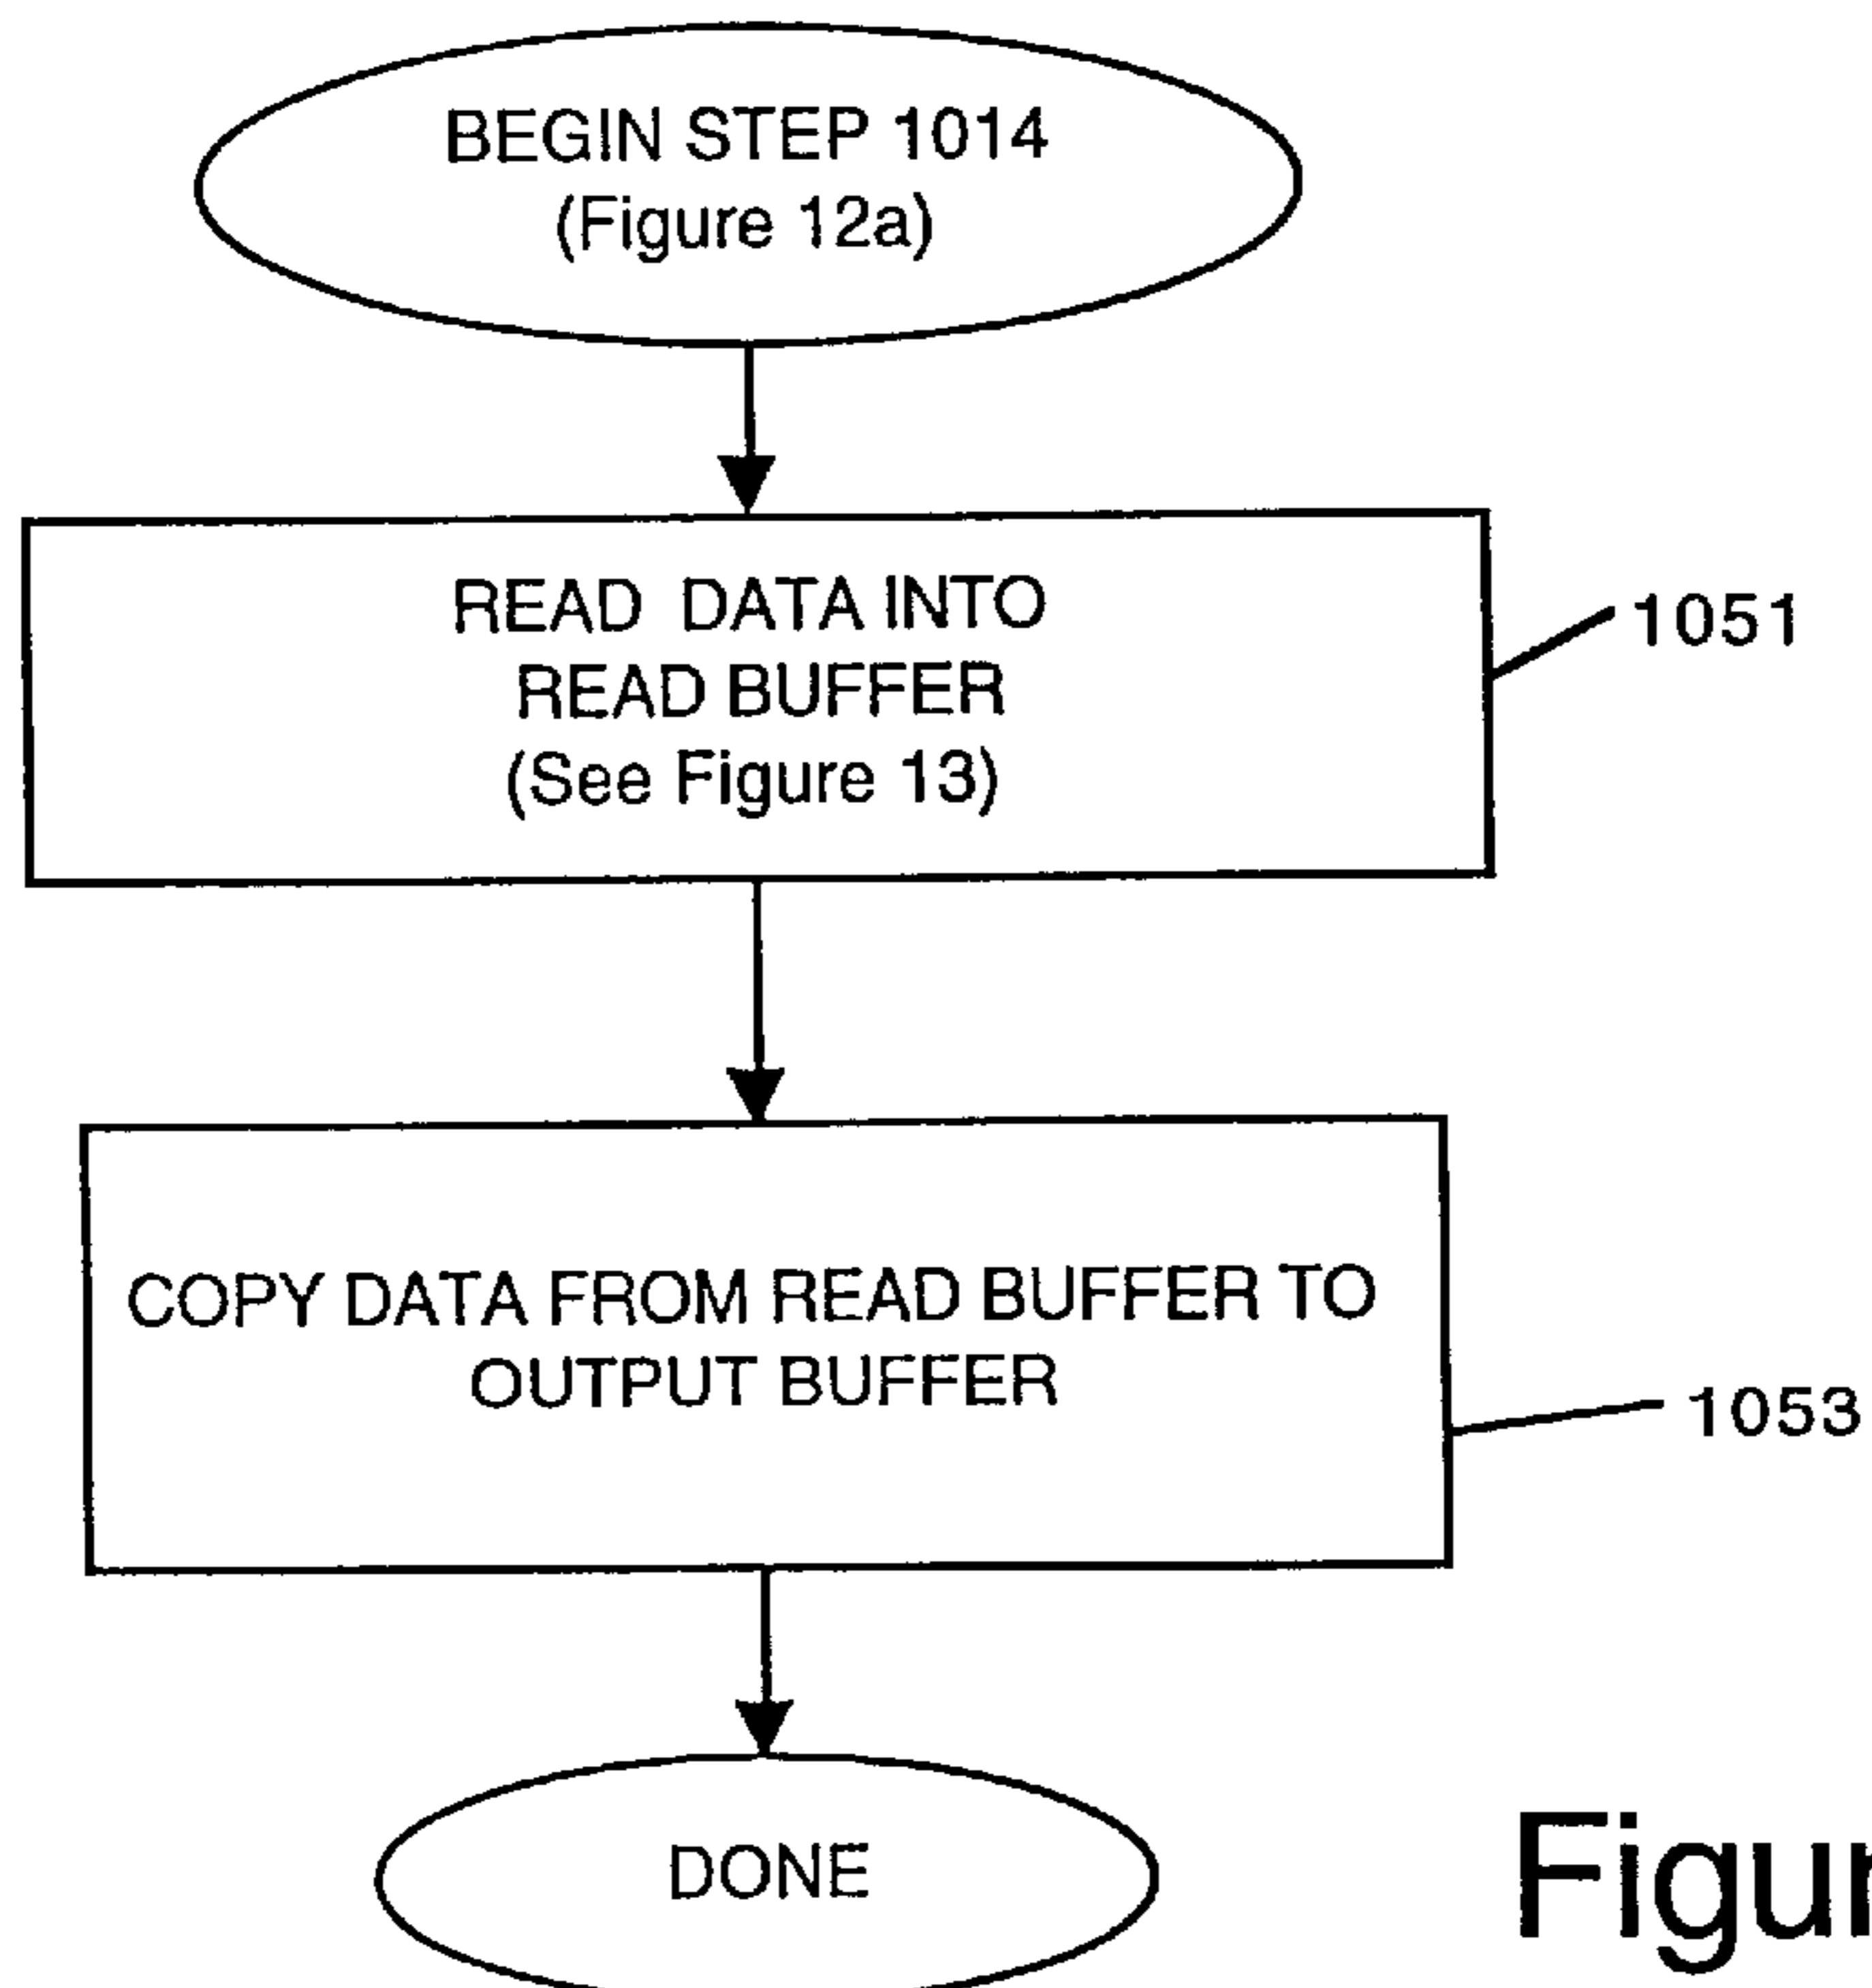 BEGIN STEP 1014
(Figure 12a)
READ DATA INTO
READ BUFFER
(See Figure 13)
1051
COPY DATA FROM READ BUFFER TO
OUTPUT BUFFER
1053
DONE